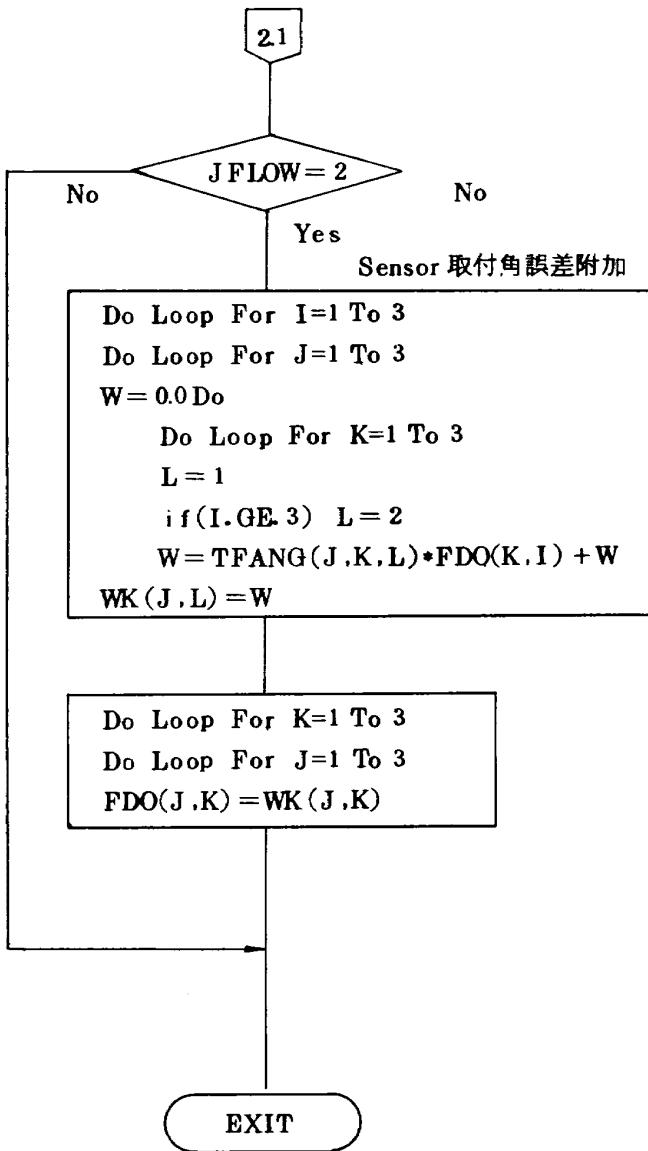 2.1
JFLOW=2
No
No
Yes
Sensor 取付角誤差附加
Do Loop For I=1 To 3
Do Loop For J=1 To 3
W=0.0 Do
Do Loop For K=1 To 3
L=1
if(I.GE.3) L=2
W=TFANG(J,K,L)*FDO(K,I)+W
WK(J,L)=W
Do Loop For K=1 To 3
Do Loop For J=1 To 3
FDO(J,K)=WK(J,K)
EXIT